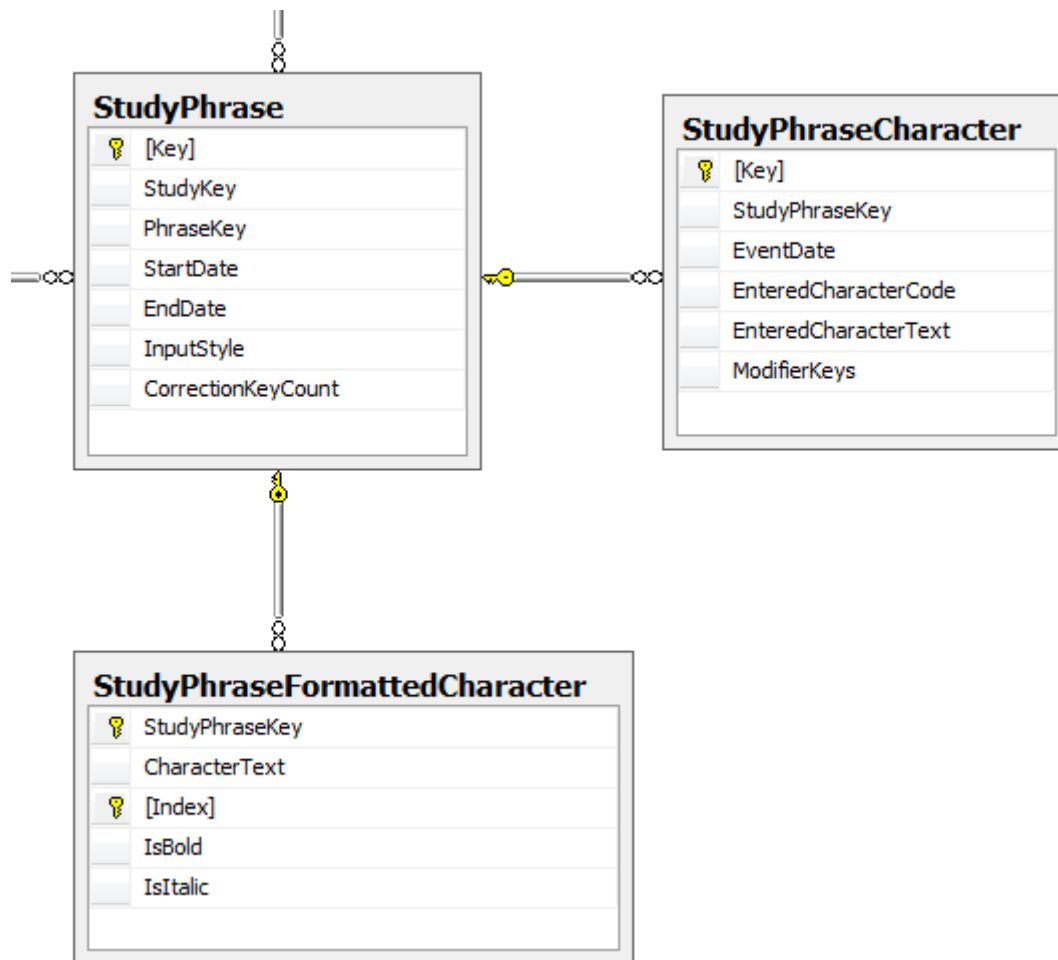 StudyPhrase
[Key]
StudyKey
PhraseKey
StartDate
EndDate
InputStyle
CorrectionKeyCount
StudyPhraseCharacter
[Key]
StudyPhraseKey
EventDate
EnteredCharacterCode
EnteredCharacterText
ModifierKeys
StudyPhraseFormattedCharacter
StudyPhraseKey
CharacterText
[Index]
IsBold
IsItalic